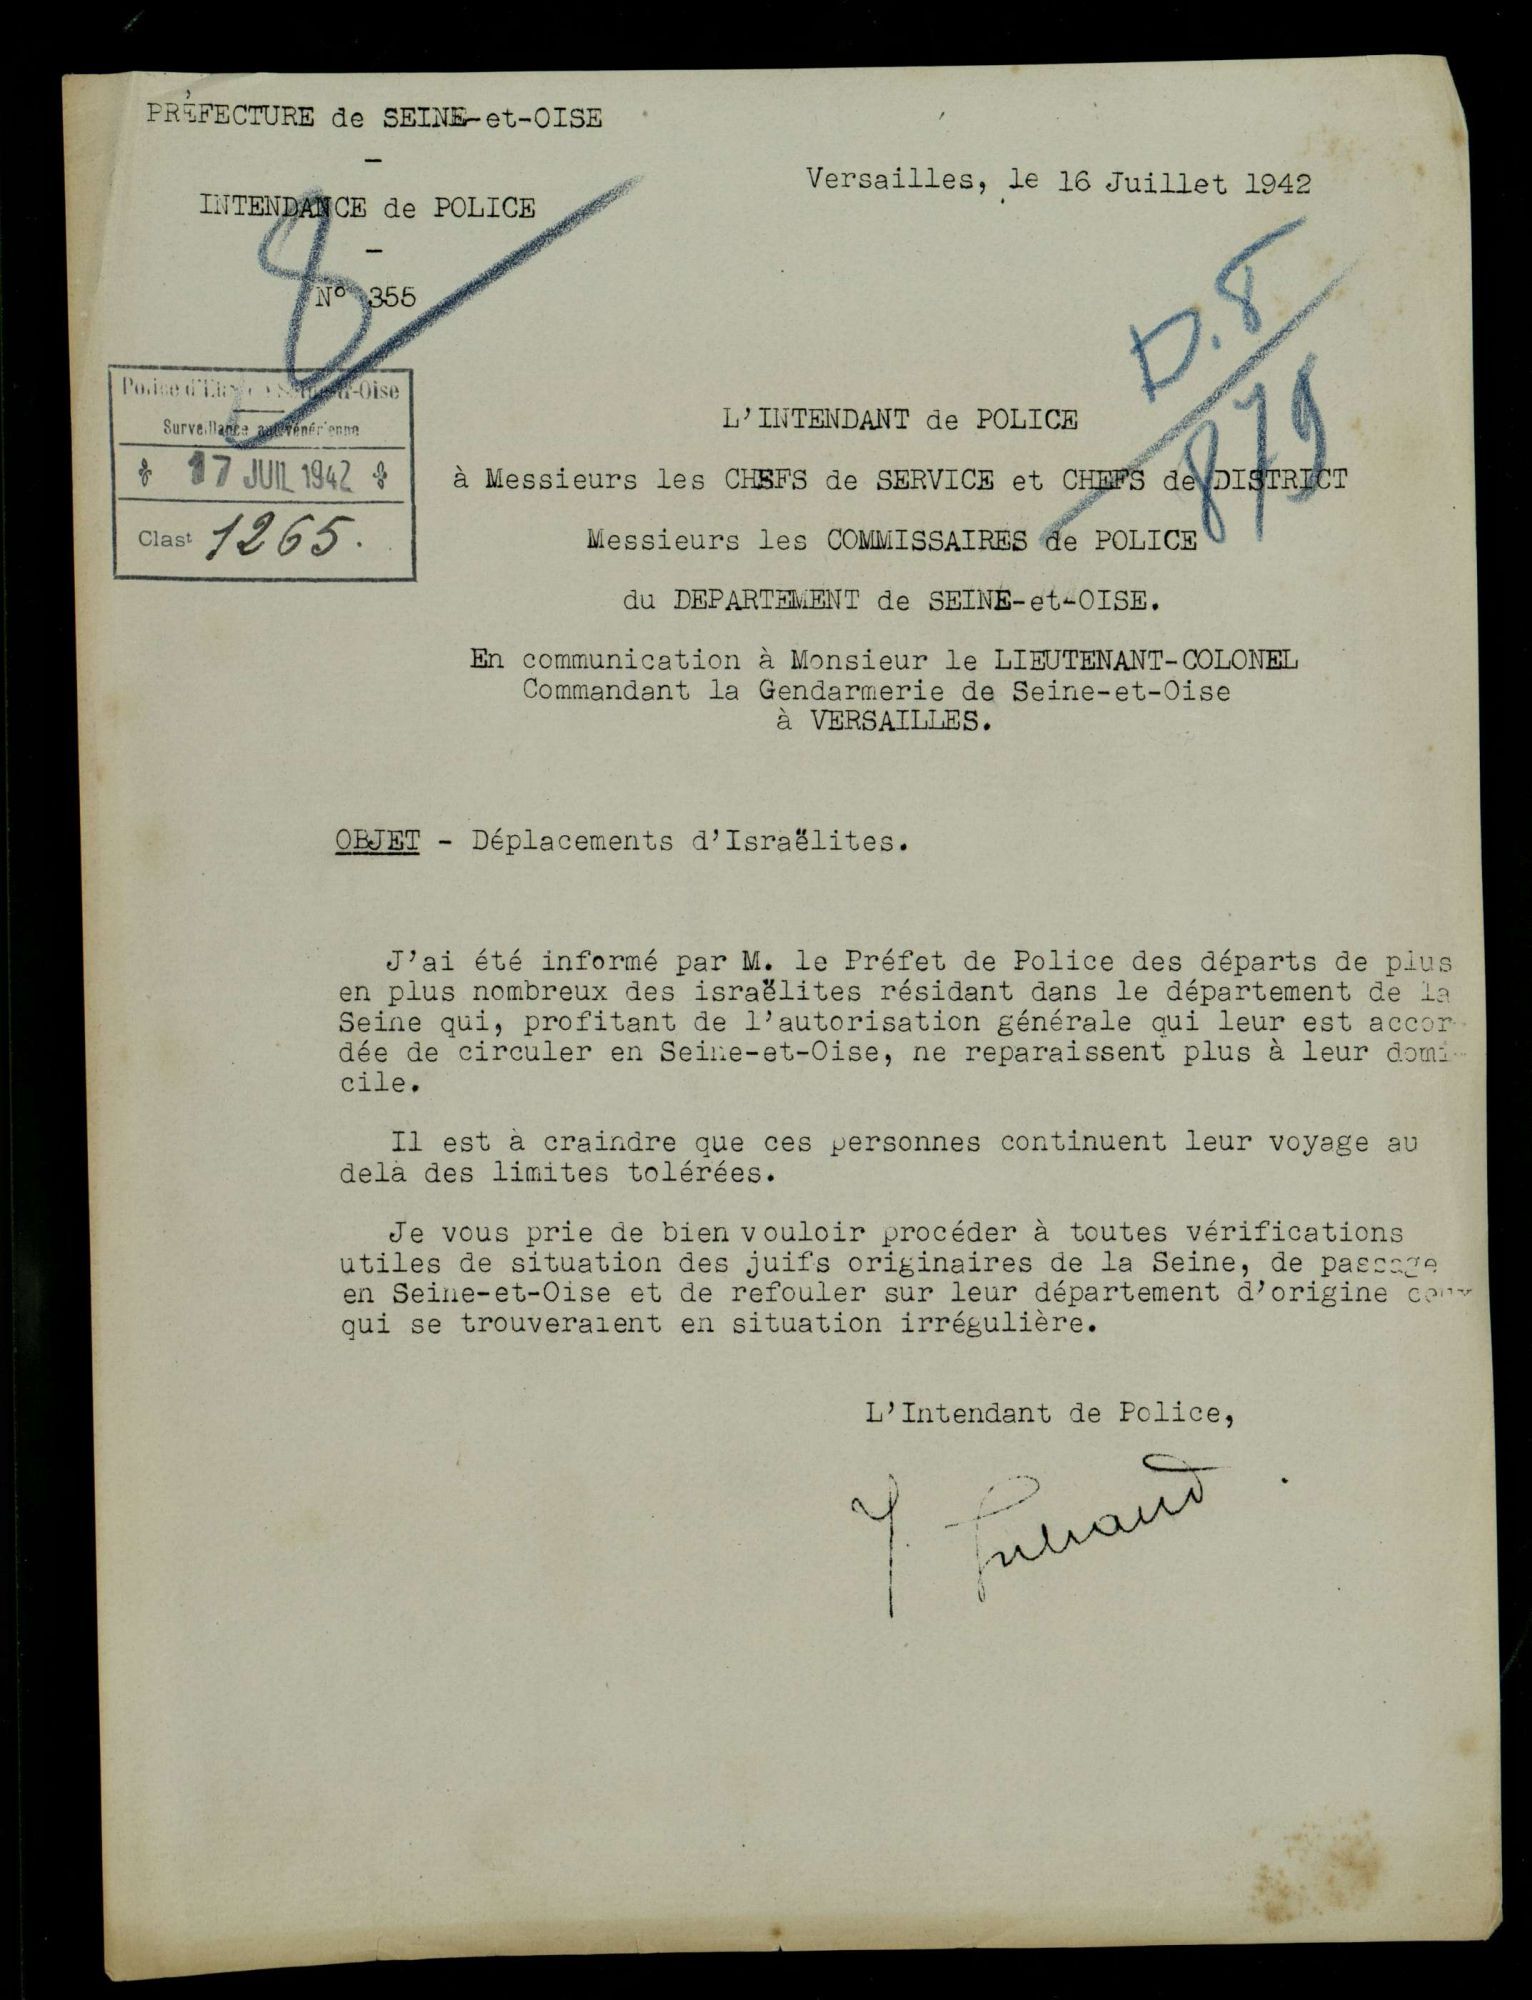 PRÉFECTURE de SEINE-et-OISE
-
INTENDANCE de POLICE
-
N° 355
8
Versailles, le 16 Juillet 1942
D.8
879
Surveillance antivénérienne
17 JUIL 1942
Clast 1265.
L'INTENDANT de POLICE
à Messieurs les CHEFS de SERVICE et CHEFS de DISTRICT
Messieurs les COMMISSAIRES de POLICE
du DEPARTEMENT de SEINE-et-OISE.
En communication à Monsieur le LIEUTENANT-COLONEL
Commandant la Gendarmerie de Seine-et-Oise
à VERSAILLES.
OBJET - Déplacements d'Israëlites.
J'ai été informé par M. le Préfet de Police des départs de plus
en plus nombreux des israëlites résidant dans le département de la
Seine qui, profitant de l'autorisation générale qui leur est accor-
dée de circuler en Seine-et-Oise, ne reparaissent plus à leur domi-
cile.
Il est à craindre que ces personnes continuent leur voyage au
delà des limites tolérées.
Je vous prie de bien vouloir procéder à toutes vérifications
utiles de situation des juifs originaires de la Seine, de passage
en Seine-et-Oise et de refouler sur leur département d'origine ceux
qui se trouveraient en situation irrégulière.
L'Intendant de Police,